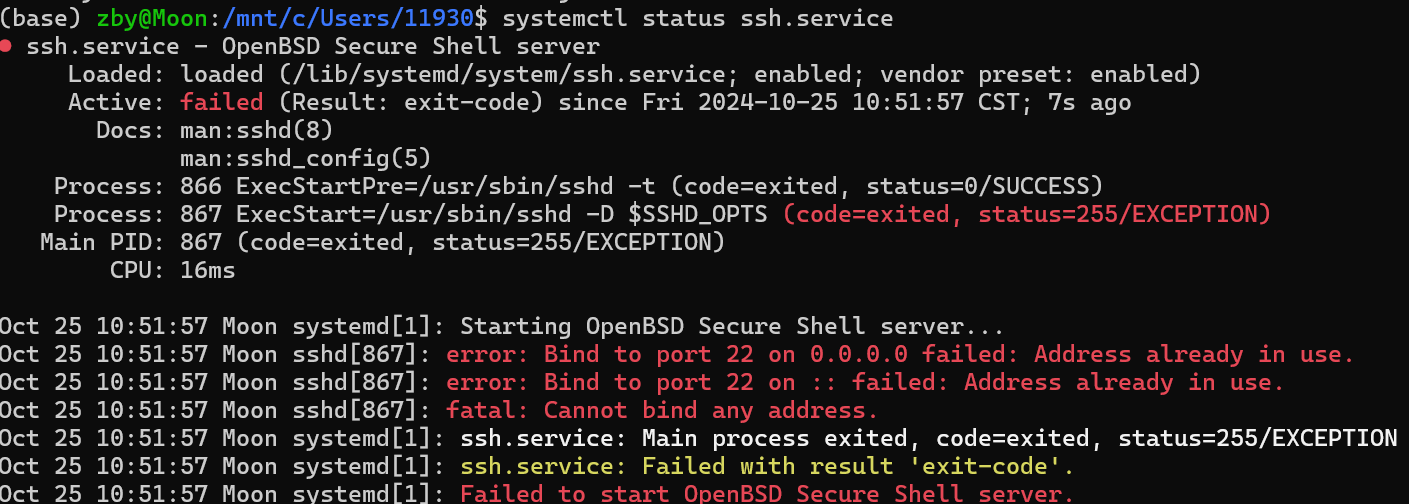 (base) zby@Moon:/mnt/c/Users/11930$ systemctl status ssh.service
● ssh.service - OpenBSD Secure Shell server
Loaded: loaded (/lib/systemd/system/ssh.service; enabled; vendor preset: enabled)
Active: failed (Result: exit-code) since Fri 2024-10-25 10:51:57 CST; 7s ago
Docs: man:sshd(8)
man:sshd_config(5)
Process: 866 ExecStartPre=/usr/sbin/sshd -t (code=exited, status=0/SUCCESS)
Process: 867 ExecStart=/usr/sbin/sshd -D $SSHD_OPTS (code=exited, status=255/EXCEPTION)
Main PID: 867 (code=exited, status=255/EXCEPTION)
CPU: 16ms
Oct 25 10:51:57 Moon systemd[1]: Starting OpenBSD Secure Shell server...
Oct 25 10:51:57 Moon sshd[867]: error: Bind to port 22 on 0.0.0.0 failed: Address already in use.
Oct 25 10:51:57 Moon sshd[867]: error: Bind to port 22 on :: failed: Address already in use.
Oct 25 10:51:57 Moon sshd[867]: fatal: Cannot bind any address.
Oct 25 10:51:57 Moon systemd[1]: ssh.service: Main process exited, code=exited, status=255/EXCEPTION
Oct 25 10:51:57 Moon systemd[1]: ssh.service: Failed with result 'exit-code'.
Oct 25 10:51:57 Moon systemd[1]: Failed to start OpenBSD Secure Shell server.